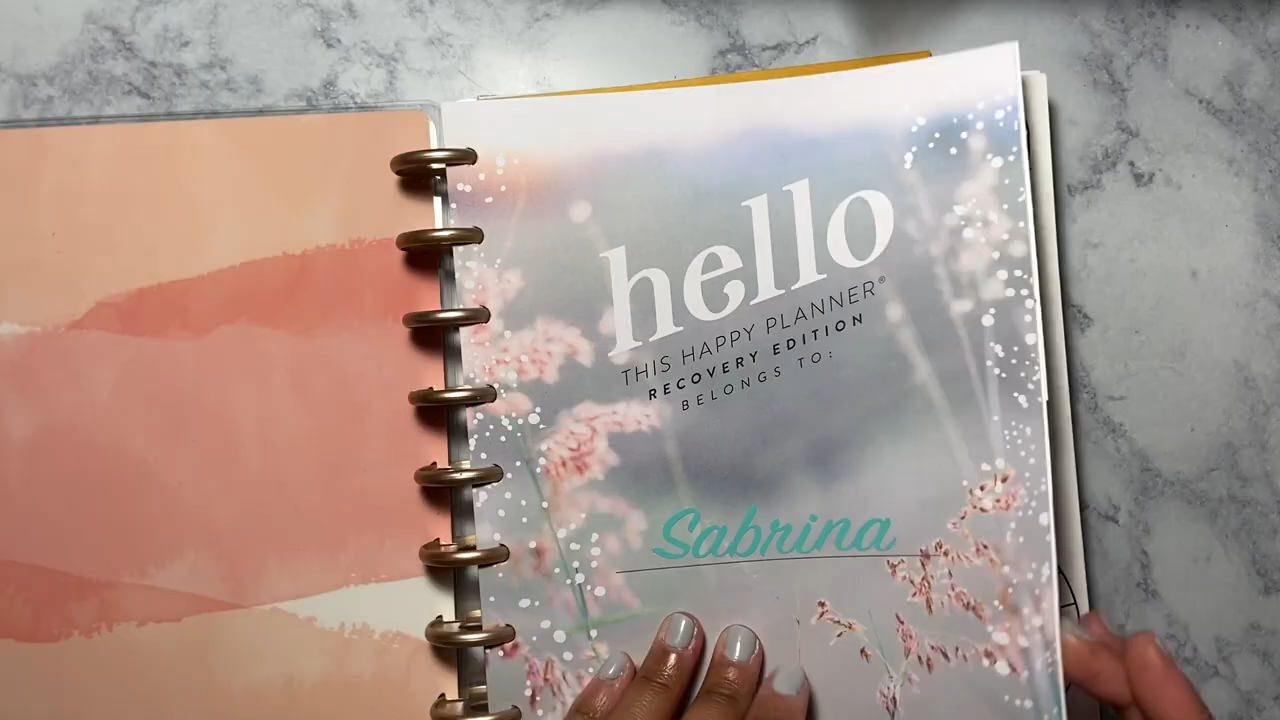 hello
THIS HAPPY PLANNER®
RECOVERY EDITION
BELONGS TO:
Sabrina